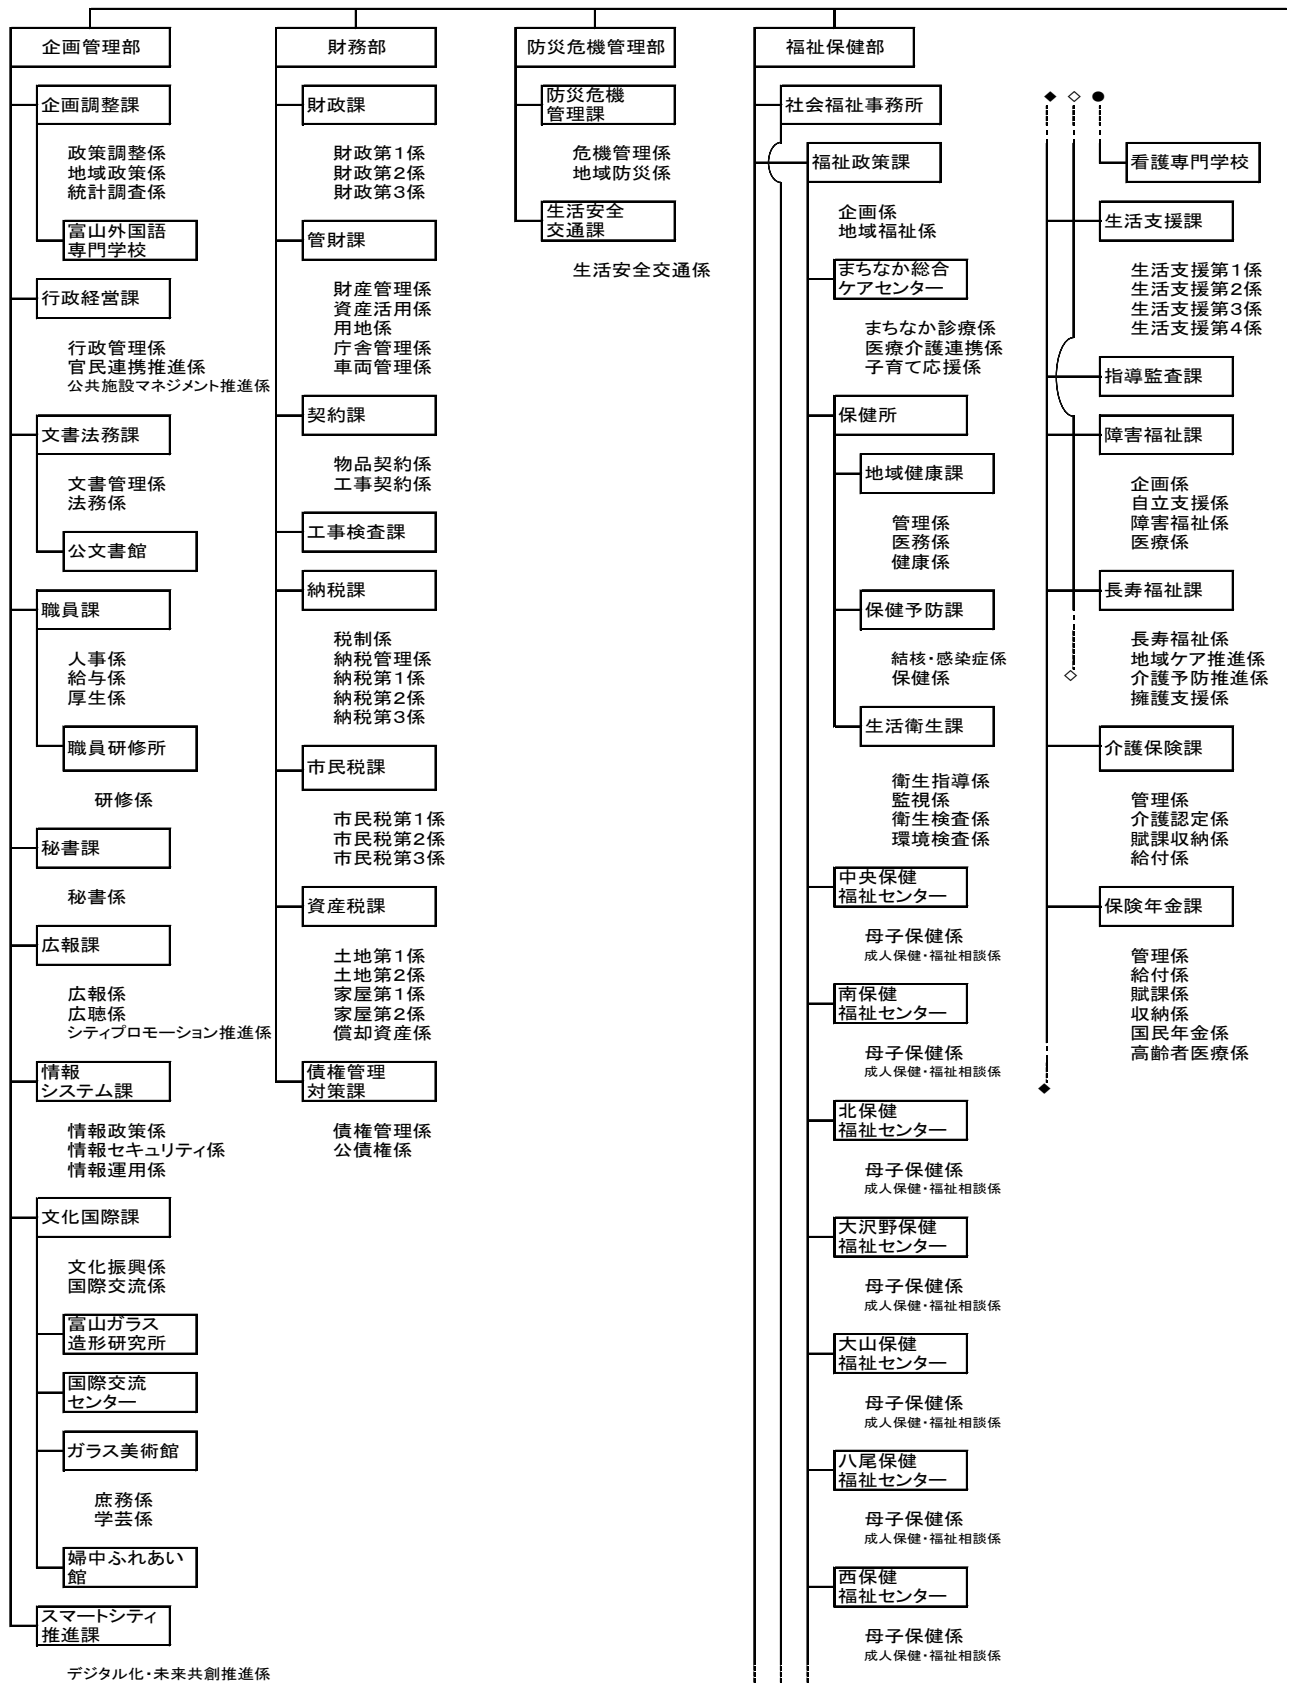 企画管理部
企画調整課
政策調整係
地域政策係
統計調査係
富山外国語
専門学校
行政経営課
行政管理係
官民連携推進係
公共施設マネジメント推進係
文書法務課
文書管理係
法務係
公文書館
職員課
人事係
給与係
厚生係
職員研修所
研修係
秘書課
秘書係
広報課
広報係
広聴係
シティプロモーション推進係
情報
システム課
情報政策係
情報セキュリティ係
情報運用係
文化国際課
文化振興係
国際交流係
富山ガラス
造形研究所
国際交流
センター
ガラス美術館
庶務係
学芸係
婦中ふれあい
館
スマートシティ
推進課
デジタル化・未来共創推進係
財務部
財政課
財政第1係
財政第2係
財政第3係
管財課
財産管理係
資産活用係
用地係
庁舎管理係
車両管理係
契約課
物品契約係
工事契約係
工事検査課
納税課
税制係
納税管理係
納税第1係
納税第2係
納税第3係
市民税課
市民税第1係
市民税第2係
市民税第3係
資産税課
土地第1係
土地第2係
家屋第1係
家屋第2係
償却資産係
債権管理
対策課
債権管理係
公債権係
防災危機管理部
防災危機
管理課
危機管理係
地域防災係
生活安全
交通課
生活安全交通係
福祉保健部
社会福祉事務所
福祉政策課
企画係
地域福祉係
まちなか総合
ケアセンター
まちなか診療係
医療介護連携係
子育て応援係
保健所
地域健康課
管理係
医務係
健康係
保健予防課
結核・感染症係
保健係
生活衛生課
衛生指導係
監視係
衛生検査係
環境検査係
中央保健
福祉センター
母子保健係
成人保健・福祉相談係
南保健
福祉センター
母子保健係
成人保健・福祉相談係
北保健
福祉センター
母子保健係
成人保健・福祉相談係
大沢野保健
福祉センター
母子保健係
成人保健・福祉相談係
大山保健
福祉センター
母子保健係
成人保健・福祉相談係
八尾保健
福祉センター
母子保健係
成人保健・福祉相談係
西保健
福祉センター
母子保健係
成人保健・福祉相談係
看護専門学校
生活支援課
生活支援第1係
生活支援第2係
生活支援第3係
生活支援第4係
指導監査課
障害福祉課
企画係
自立支援係
障害福祉係
医療係
長寿福祉課
長寿福祉係
地域ケア推進係
介護予防推進係
擁護支援係
介護保険課
管理係
介護認定係
賦課収納係
給付係
保険年金課
管理係
給付係
賦課係
収納係
国民年金係
高齢者医療係